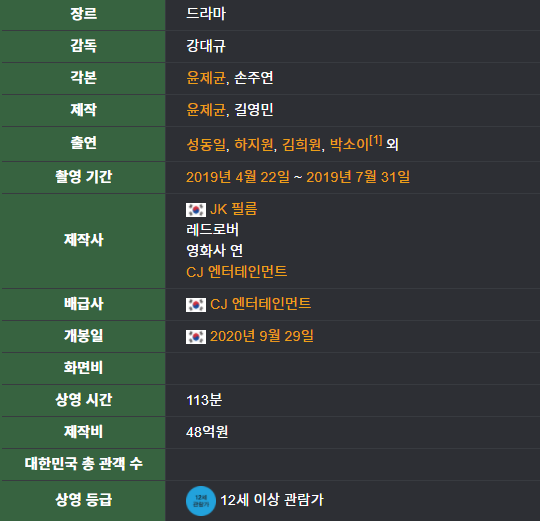 장르 드라마
감독 강대규
각본 윤제균, 손주연
제작 윤제균, 길영민
출연 성동일, 하지원, 김희원, 박소이[1] 외
촬영 기간 2019년 4월 22일 ~ 2019년 7월 31일
제작사 JK 필름
레드로버
영화사 연
CJ 엔터테인먼트
배급사 CJ 엔터테인먼트
개봉일 2020년 9월 29일
화면비
상영 시간 113분
제작비 48억원
대한민국 총 관객 수
상영 등급 12세 관람가 12세 이상 관람가